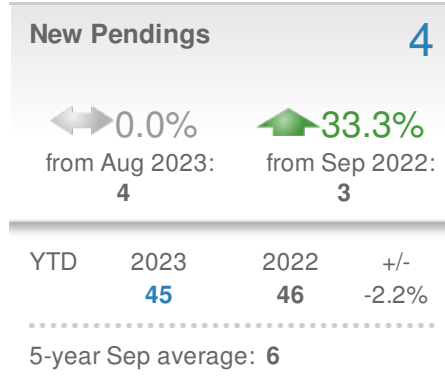 New Pendings 4
0.0% 33.3%
from Aug 2023: from Sep 2022:
4 3
YTD 2023 2022 +/-
45 46 -2.2%
5-year Sep average: 6